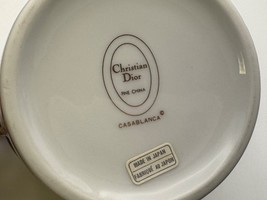 Christian
Dior
FINE CHINA
CASABLANCA©
MADE IN JAPAN
FABRIQUÉ AU JAPON